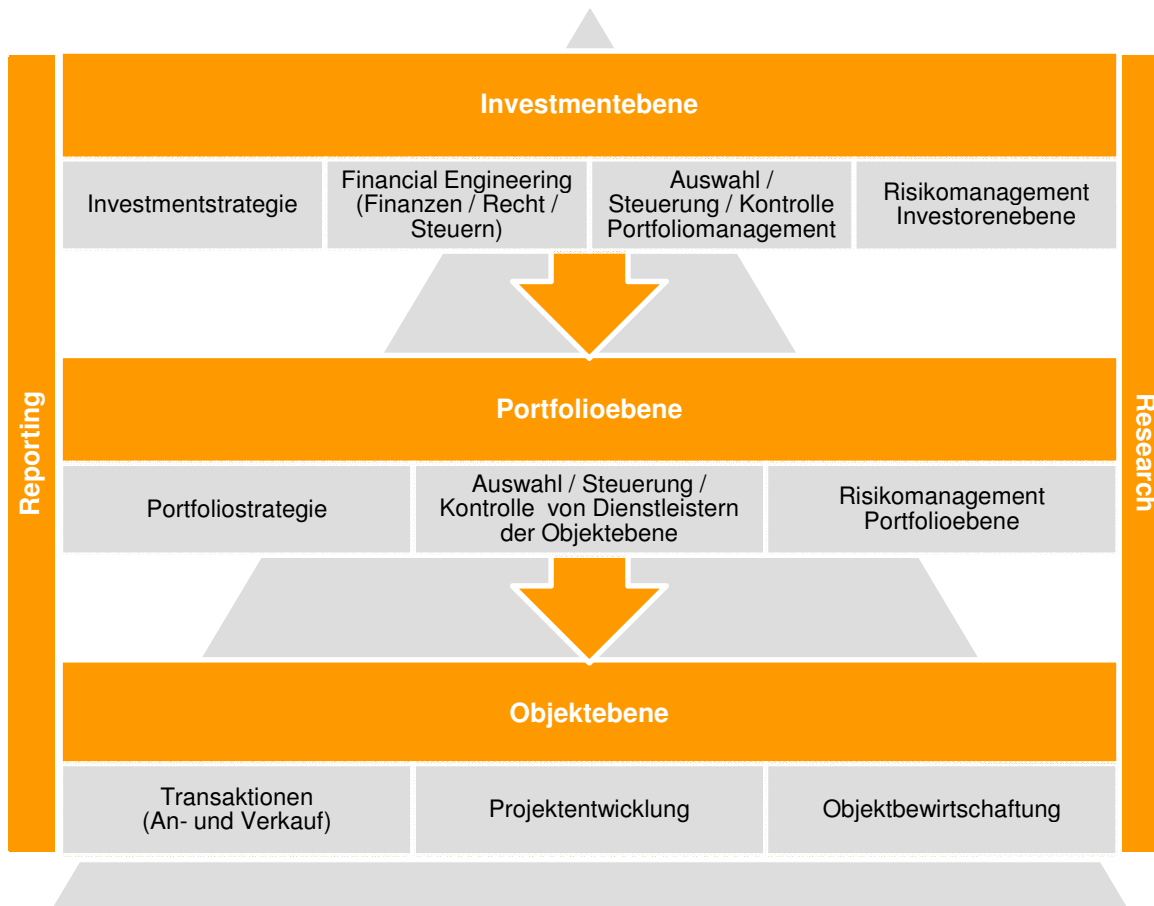 Investmentebene
Investmentstrategie
Financial Engineering
(Finanzen / Recht /
Steuern)
Auswahl /
Steuerung / Kontrolle
Portfoliomanagement
Risikomanagement
Investorenebene
Reporting
Portfolioebene
Research
Portfoliostrategie
Auswahl / Steuerung /
Kontrolle von Dienstleistern
der Objektebene
Risikomanagement
Portfolioebene
Objektebene
Transaktionen
(An- und Verkauf)
Projektentwicklung
Objektbewirtschaftung